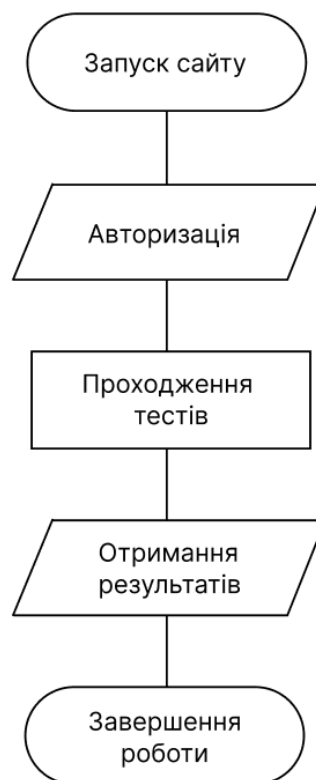 Запуск сайту
Авторизація
Проходження
тестів
Отримання
результатів
Завершення
роботи